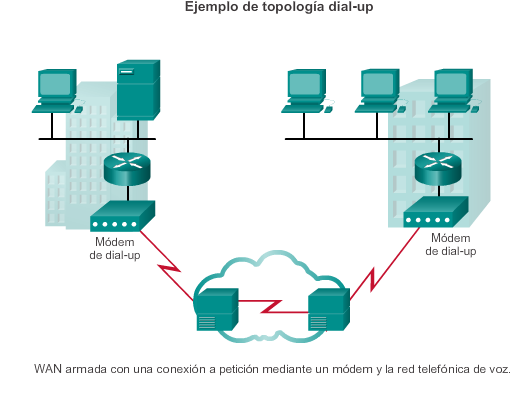 Ejemplo de topología dial-up
Módem
de dial-up
Módem
de dial-up
WAN armada con una conexión a petición mediante un módem y la red telefónica de voz.